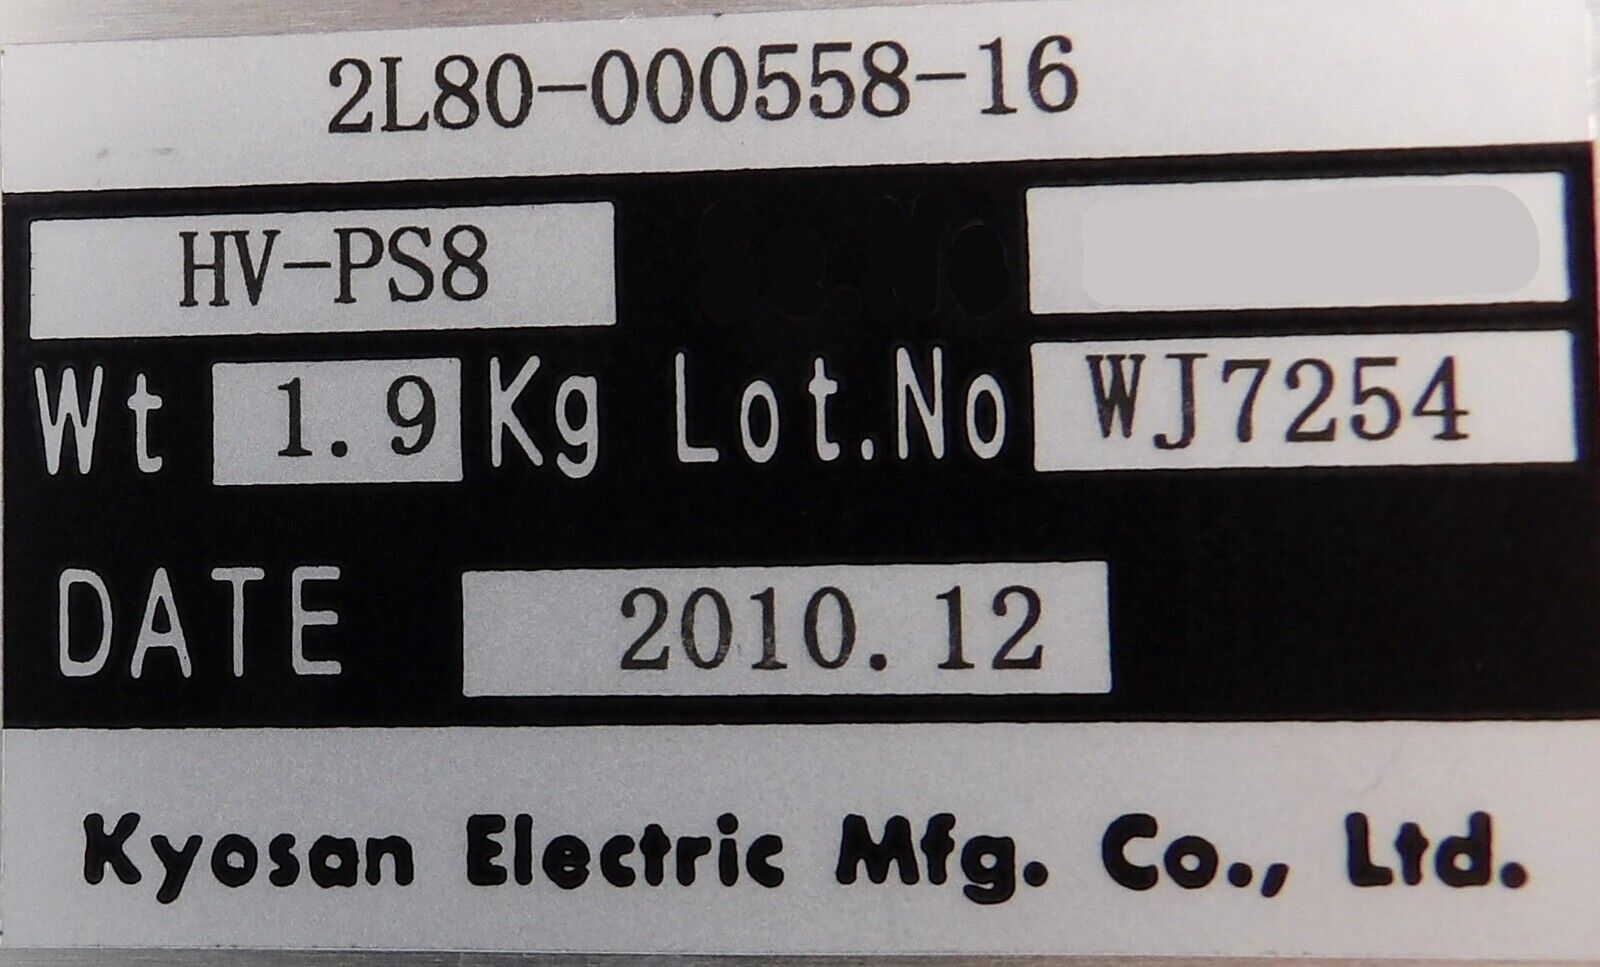 2L80-000558-16
HV-PS8
Wt 1.9 Kg Lot.No WJ7254
DATE 2010.12
Kyosan Electric Mfg. Co., Ltd.